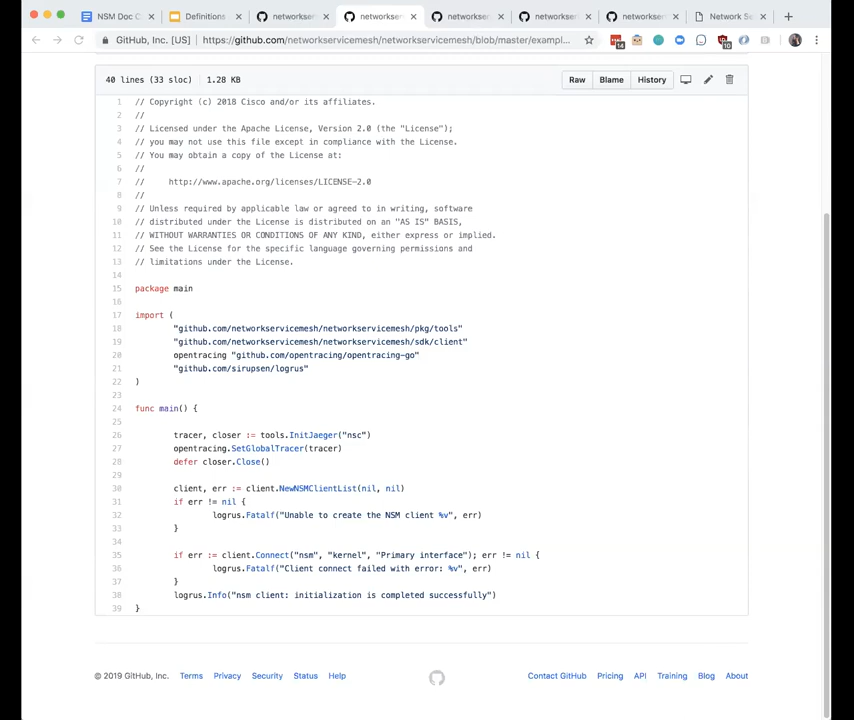 NSM Doc C
Definitions
networkser
networkser
networkser
networkser
networkser
Network Se
GitHub, Inc. [US] https://github.com/networkservicemesh/networkservicemesh/blob/master/exampl...
14
10
40 lines (33 sloc) 1.28 KB
Raw Blame History
1 // Copyright (c) 2018 Cisco and/or its affiliates.
2 //
3 // Licensed under the Apache License, Version 2.0 (the "License");
4 // you may not use this file except in compliance with the License.
5 // You may obtain a copy of the License at:
6 //
7 //     http://www.apache.org/licenses/LICENSE-2.0
8 //
9 // Unless required by applicable law or agreed to in writing, software
10 // distributed under the License is distributed on an "AS IS" BASIS,
11 // WITHOUT WARRANTIES OR CONDITIONS OF ANY KIND, either express or implied.
12 // See the License for the specific language governing permissions and
13 // limitations under the License.
14
15 package main
16
17 import (
18 "github.com/networkservicemesh/networkservicemesh/pkg/tools"
19 "github.com/networkservicemesh/networkservicemesh/sdk/client"
20 opentracing "github.com/opentracing/opentracing-go"
21 "github.com/sirupsen/logrus"
22 )
23
24 func main() {
25
26 tracer, closer := tools.InitJaeger("nsc")
27 opentracing.SetGlobalTracer(tracer)
28 defer closer.Close()
29
30 client, err := client.NewNSMClientList(nil, nil)
31 if err != nil {
32 logrus.Fatalf("Unable to create the NSM client %v", err)
33 }
34
35 if err := client.Connect("nsm", "kernel", "Primary interface"); err != nil {
36 logrus.Fatalf("Client connect failed with error: %v", err)
37 }
38 logrus.Info("nsm client: initialization is completed successfully")
39 }
© 2019 GitHub, Inc. Terms Privacy Security Status Help
Contact GitHub Pricing API Training Blog About